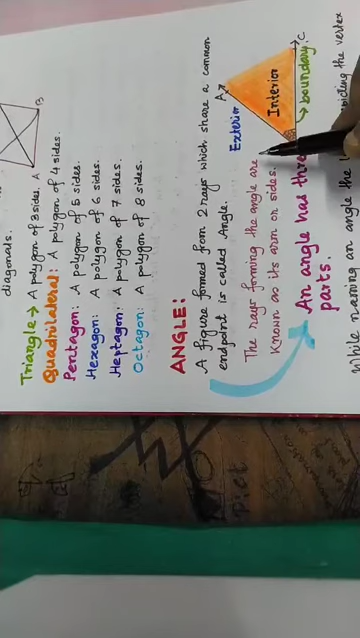 diagonals.
B
A
Triangle → A polygon of 3 sides.
Quadrilateral: A polygon of 4 sides.
Pentagon: A polygon of 5 sides.
Hexagon: A polygon of 6 sides.
Heptagon: A polygon of 7 sides.
Octagon: A polygon of 8 sides.
ANGLE:
A figure formed from 2 rays which share a common
endpoint is called Angle.
The rays forming the angle are
known as its arm or sides.
Exterior
A
Interior
C
→ boundary.
An angle has three
parts.
While naming an angle the the vertex